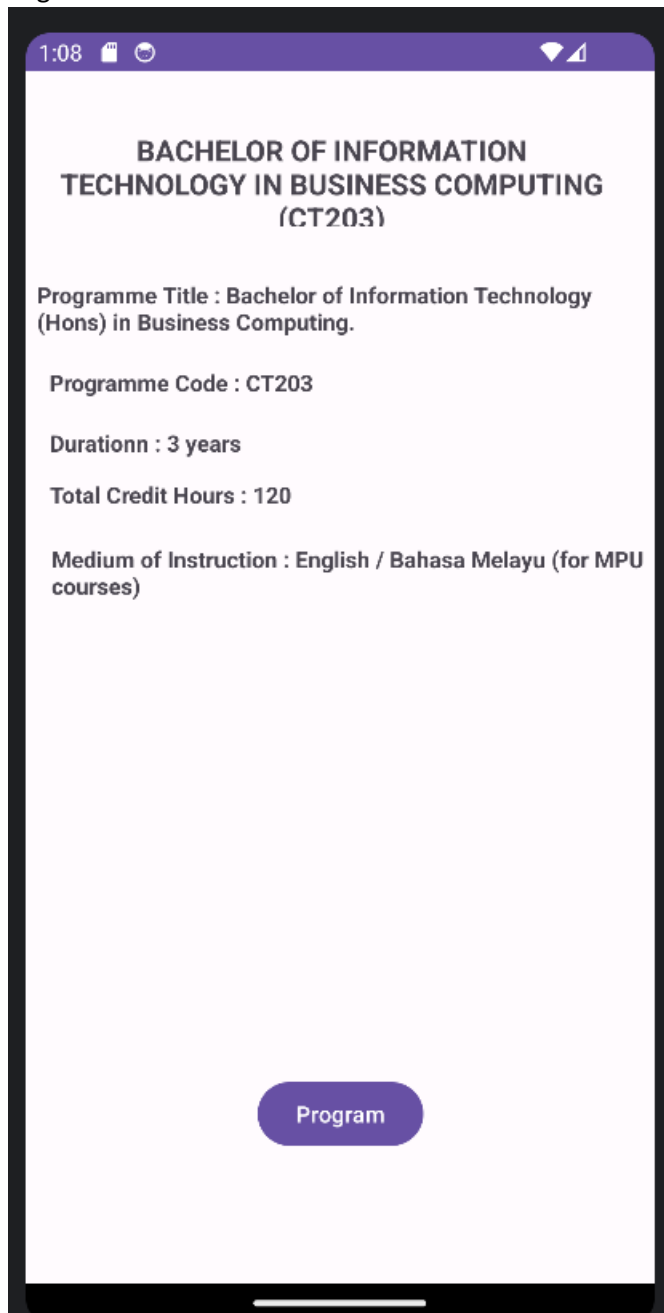 1:08
BACHELOR OF INFORMATION
TECHNOLOGY IN BUSINESS COMPUTING
(CT203)
Programme Title : Bachelor of Information Technology
(Hons) in Business Computing.
Programme Code : CT203
Durationn : 3 years
Total Credit Hours : 120
Medium of Instruction : English / Bahasa Melayu (for MPU
courses)
Program